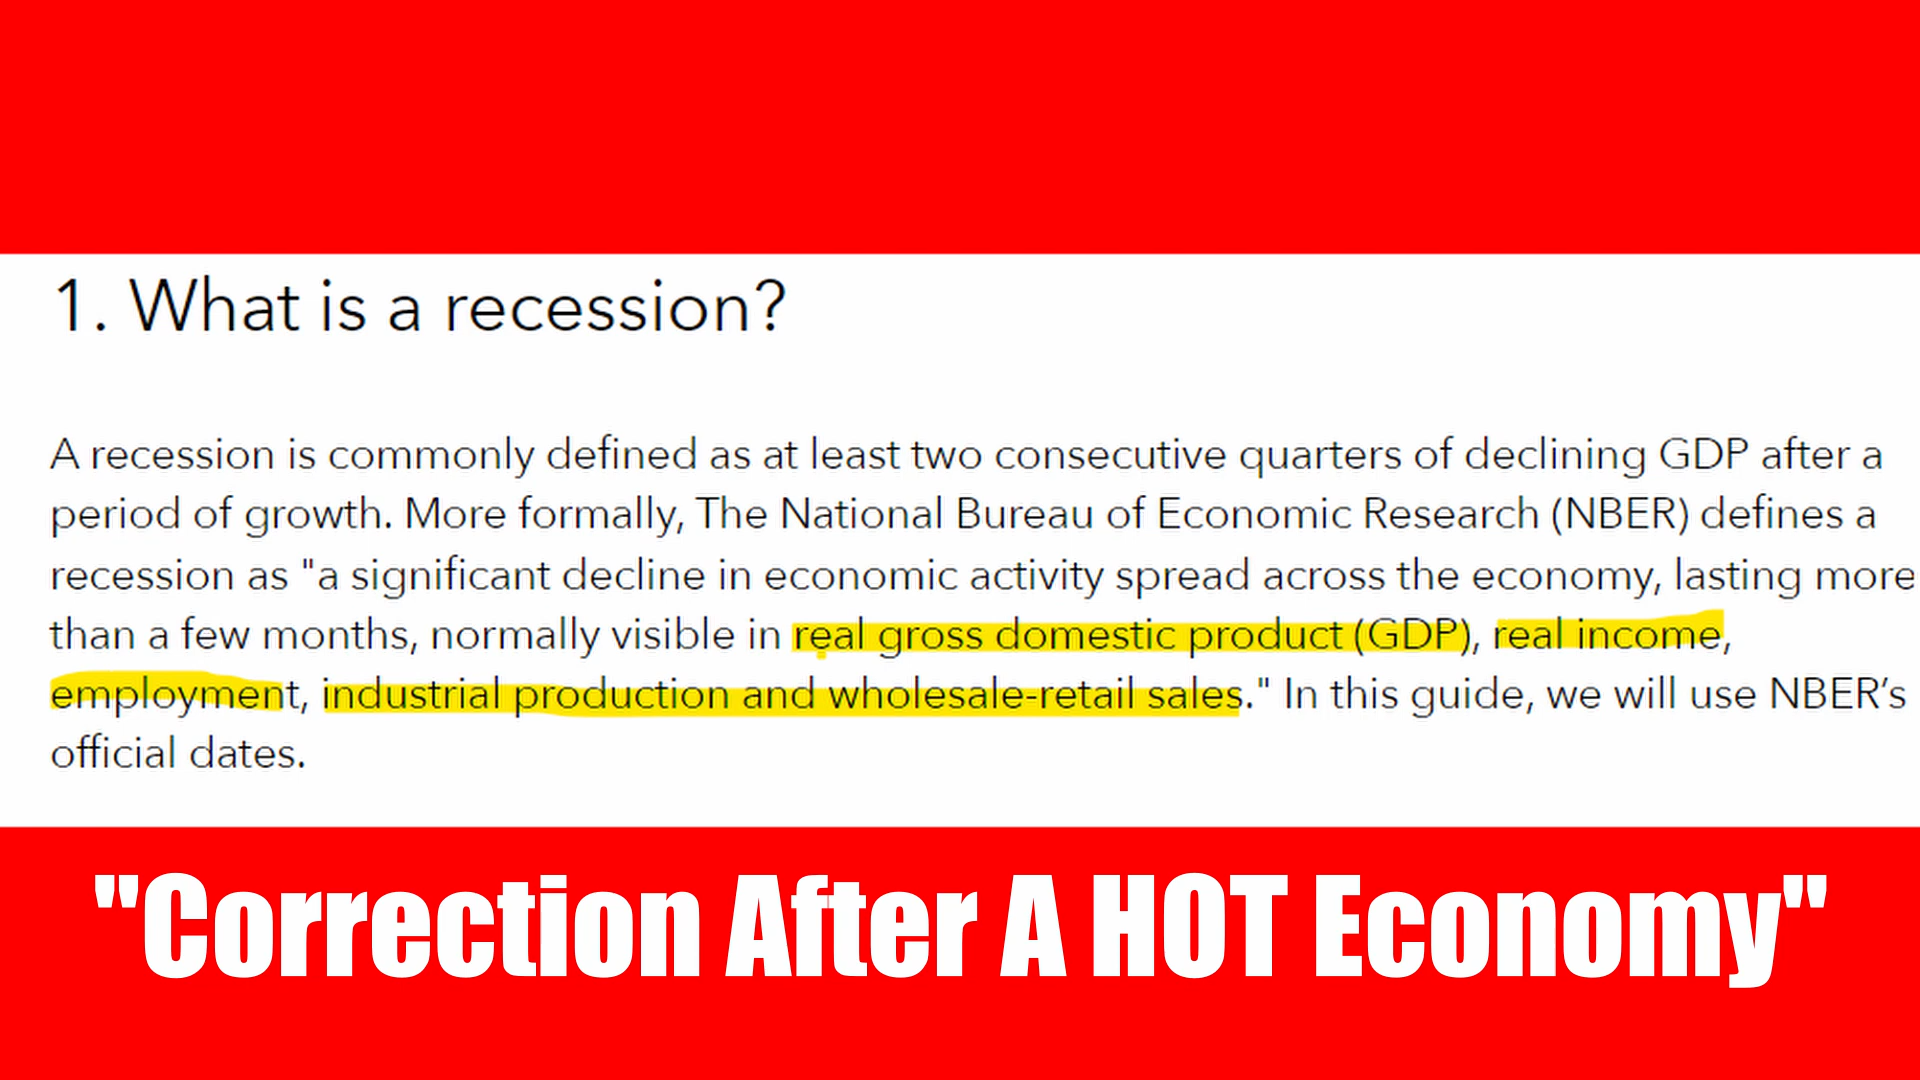 1. What is a recession?
A recession is commonly defined as at least two consecutive quarters of declining GDP after a
period of growth. More formally, The National Bureau of Economic Research (NBER) defines a
recession as "a significant decline in economic activity spread across the economy, lasting more
than a few months, normally visible in real gross domestic product (GDP), real income,
employment, industrial production and wholesale-retail sales." In this guide, we will use NBER’s
official dates.
"Correction After A HOT Economy"